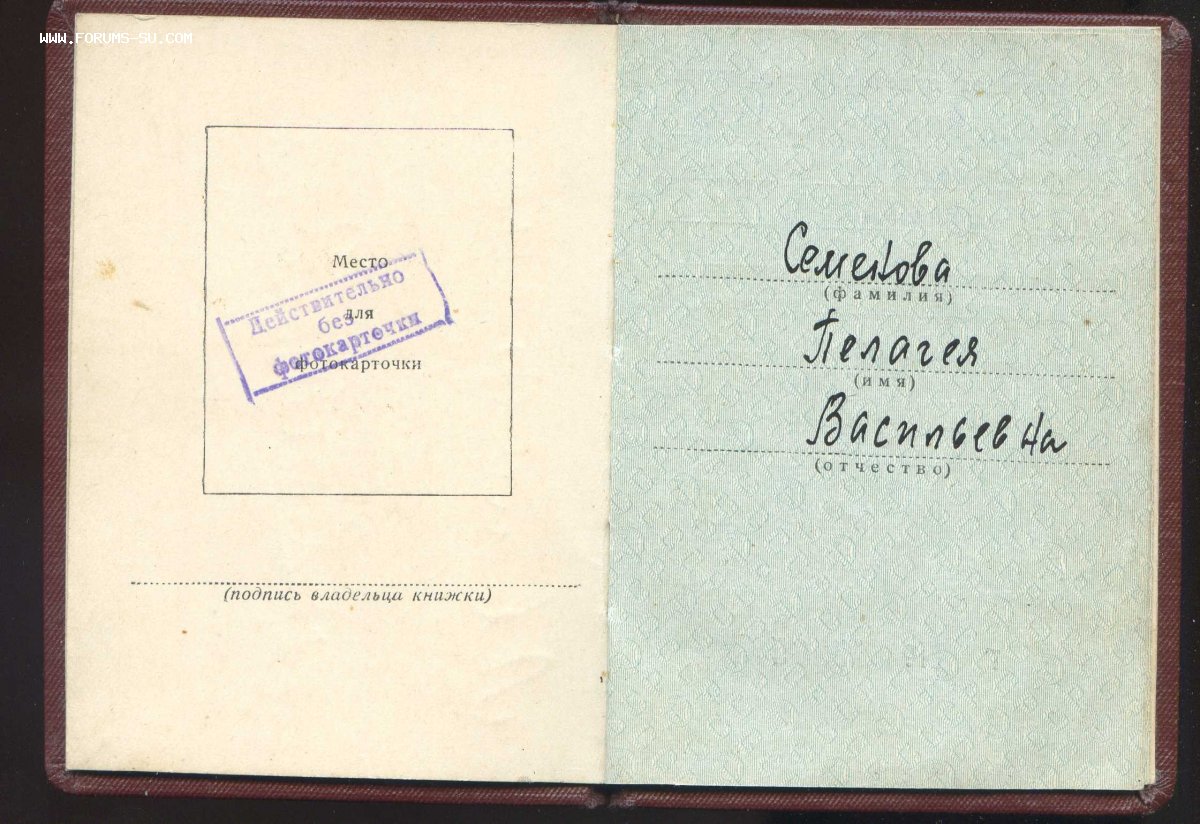 WWW.FORUMS-SU.COM
Место
для
фотокарточки
Действительно
без
фотокарточки
(подпись владельца книжки)
Семенова
(фамилия)
Пелагея
(имя)
Васильевна
(отчество)